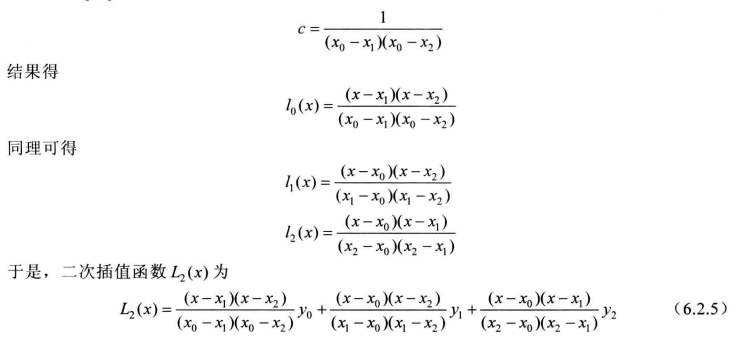 c = \frac{1}{(x_0 - x_1)(x_0 - x_2)}
结果得
l_0(x) = \frac{(x - x_1)(x - x_2)}{(x_0 - x_1)(x_0 - x_2)}
同理可得
l_1(x) = \frac{(x - x_0)(x - x_2)}{(x_1 - x_0)(x_1 - x_2)}
l_2(x) = \frac{(x - x_0)(x - x_1)}{(x_2 - x_0)(x_2 - x_1)}
于是，二次插值函数 L_2(x) 为
L_2(x) = \frac{(x - x_1)(x - x_2)}{(x_0 - x_1)(x_0 - x_2)} y_0 + \frac{(x - x_0)(x - x_2)}{(x_1 - x_0)(x_1 - x_2)} y_1 + \frac{(x - x_0)(x - x_1)}{(x_2 - x_0)(x_2 - x_1)} y_2 （6.2.5）